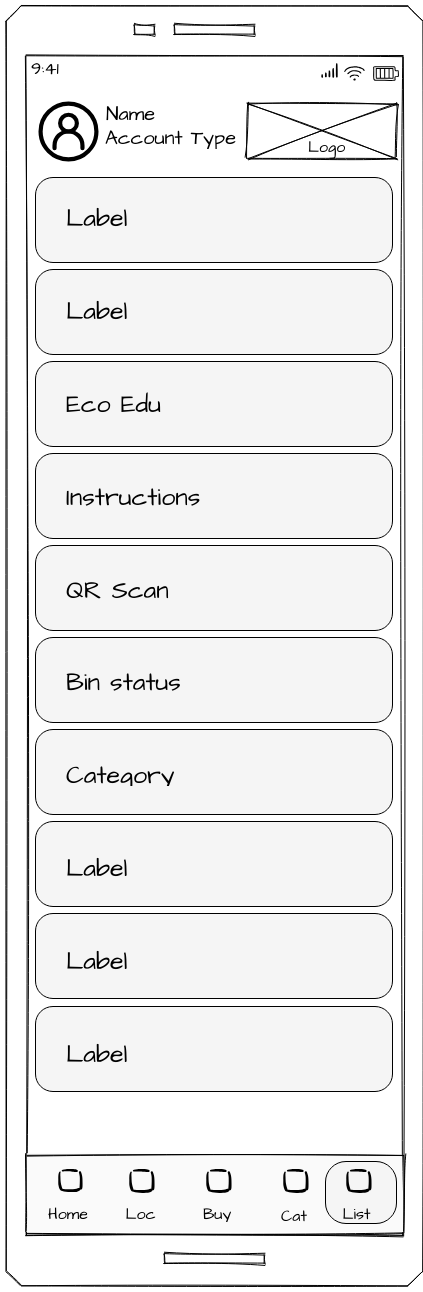 9:41
Name
Account Type
Logo
Label
Label
Eco Edu
Instructions
QR Scan
Bin status
Category
Label
Label
Label
Home Loc Buy Cat List